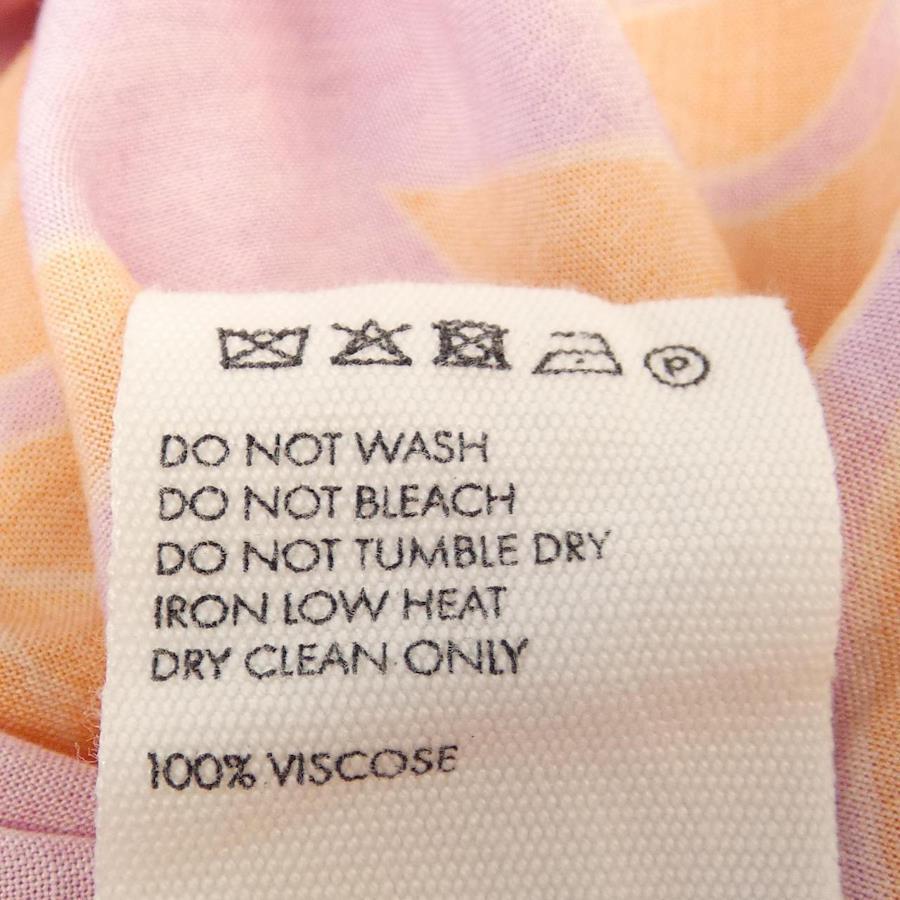 P
DO NOT WASH
DO NOT BLEACH
DO NOT TUMBLE DRY
IRON LOW HEAT
DRY CLEAN ONLY
100% VISCOSE